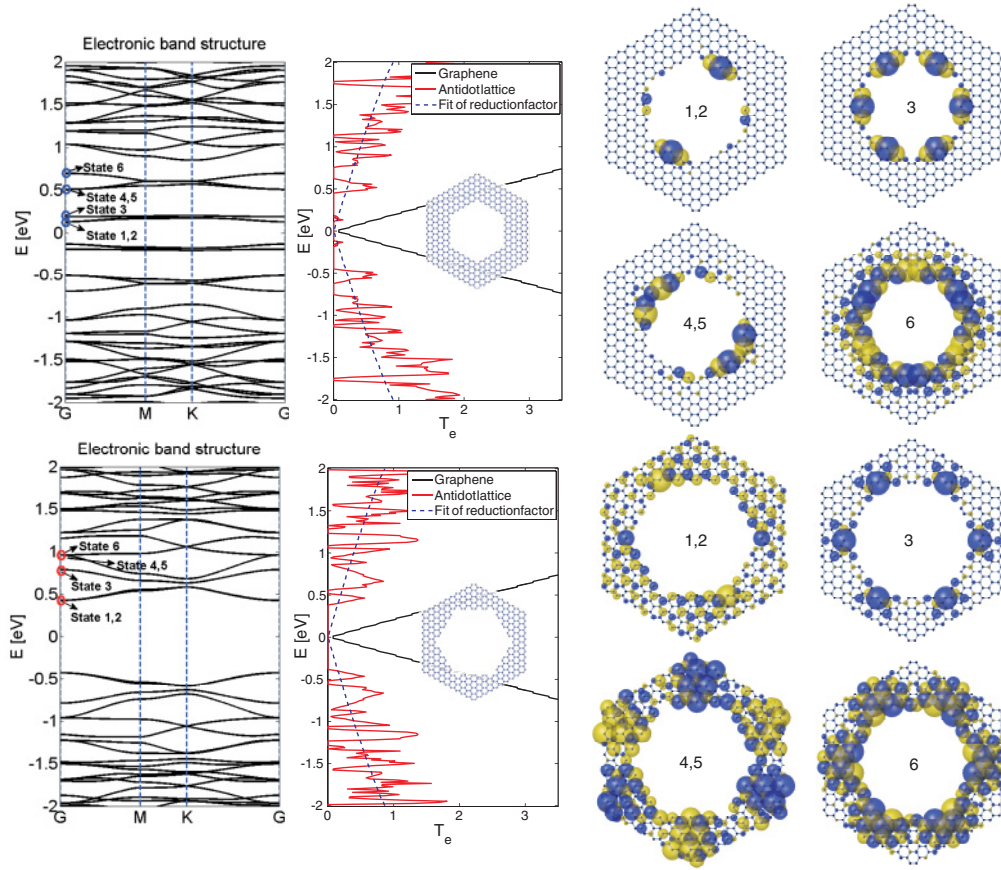 Electronic band structure
2
1.5
1
0.5
0
-0.5
-1
-1.5
-2
E [eV]
State 6
State 4,5
State 3
State 1,2
G M K G
2
1.5
1
0.5
0
-0.5
-1
-1.5
-2
E [eV]
Graphene
Antidotlattice
Fit of reductionfactor
0 1 2 3
T_e
1,2
3
4,5
6
Electronic band structure
2
1.5
1
0.5
0
-0.5
-1
-1.5
-2
E [eV]
State 6
State 4,5
State 3
State 1,2
G M K G
2
1.5
1
0.5
0
-0.5
-1
-1.5
-2
E [eV]
Graphene
Antidotlattice
Fit of reductionfactor
0 1 2 3
T_e
1,2
3
4,5
6